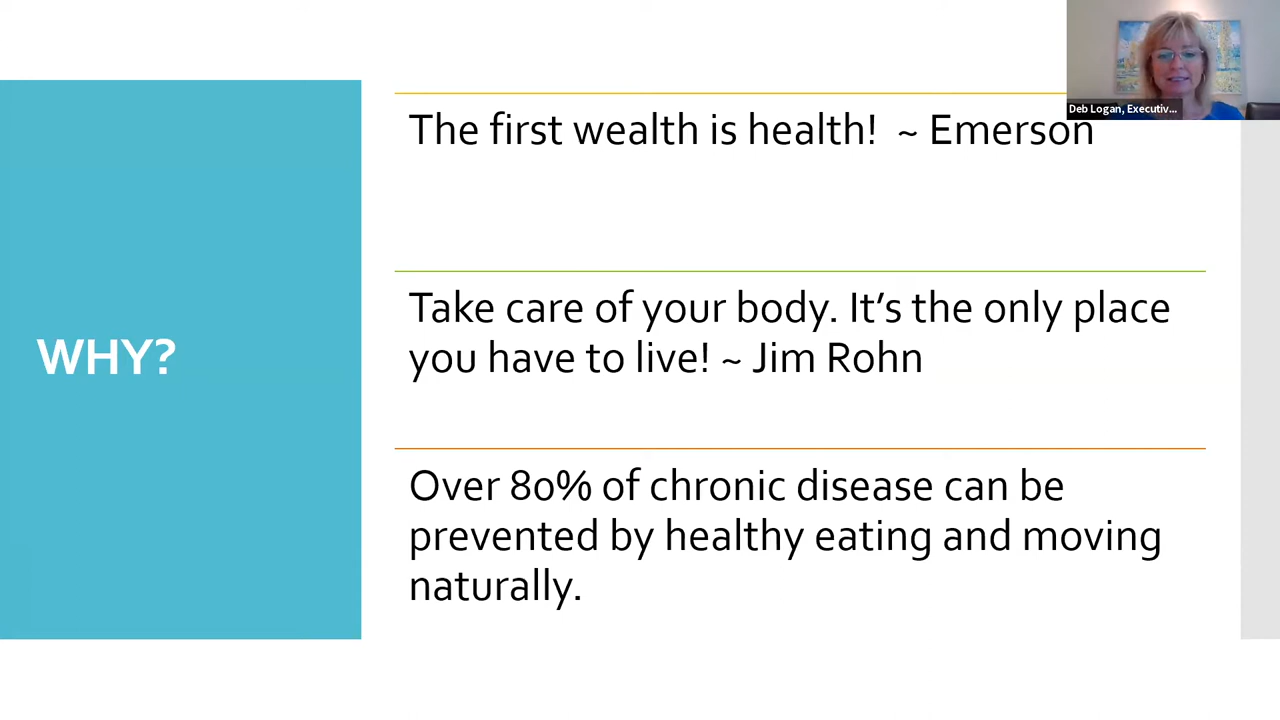 Deb Logan, Executiv...
The first wealth is health!  ~ Emerson
WHY?
Take care of your body. It’s the only place
you have to live! ~ Jim Rohn
Over 80% of chronic disease can be
prevented by healthy eating and moving
naturally.